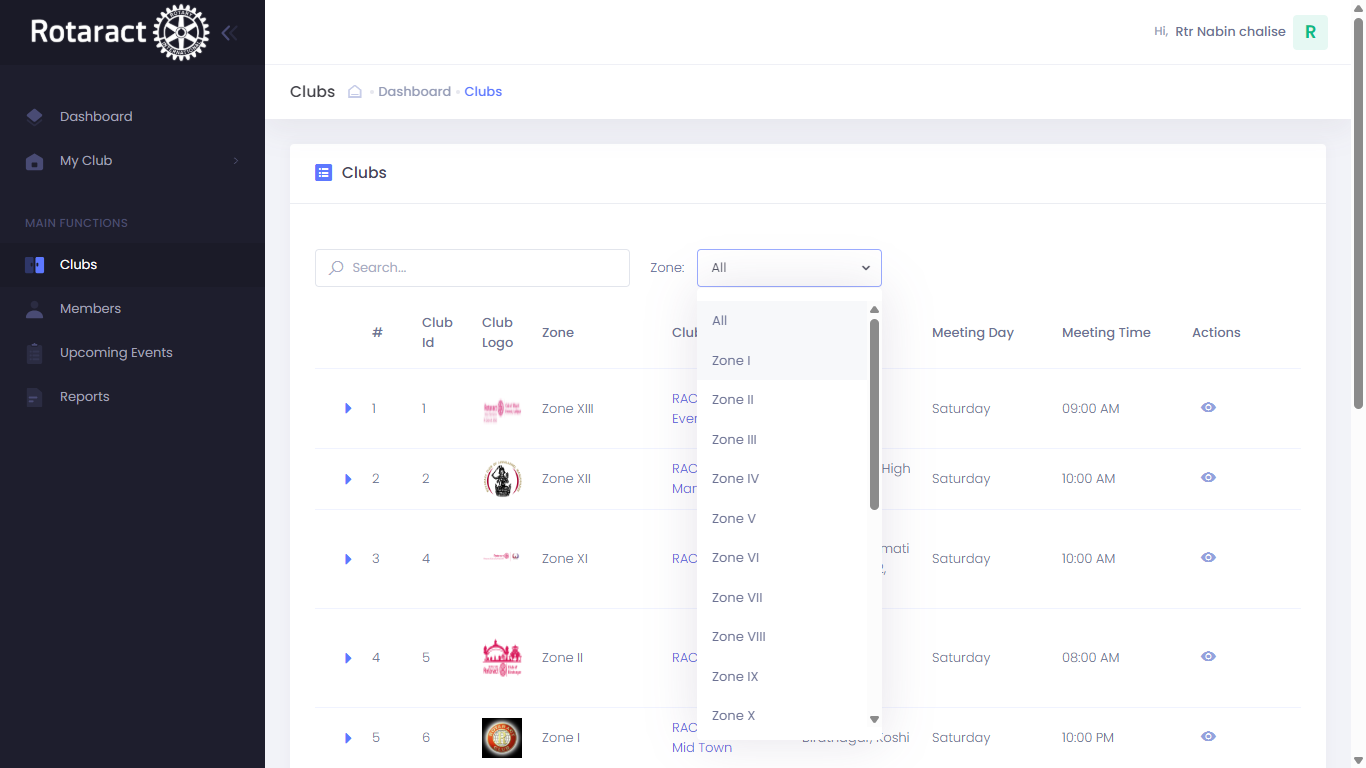 Rotaract
Hi, Rtr Nabin chalise R
Clubs Dashboard Clubs
Dashboard
My Club
MAIN FUNCTIONS
Clubs
Members
Upcoming Events
Reports
Clubs
Search...
Zone: All
All
Zone I
Zone II
Zone III
Zone IV
Zone V
Zone VI
Zone VII
Zone VIII
Zone IX
Zone X
# Club Id Club Logo Zone Meeting Day Meeting Time Actions
1 1 Zone XIII RAC Saturday 09:00 AM
2 2 Zone XII RAC High Saturday 10:00 AM
3 4 Zone XI RAC Saturday 10:00 AM
4 5 Zone II RAC Saturday 08:00 AM
5 6 Zone I RAC Saturday 10:00 PM
Mid Town